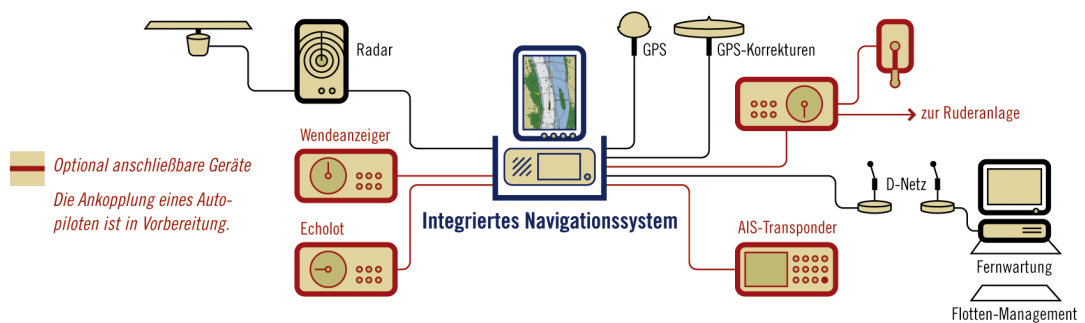 Radar
GPS
GPS-Korrekturen
zur Ruderanlage
Wendeanzeiger
Optional anschließbare Geräte
Die Ankopplung eines Auto-
piloten ist in Vorbereitung.
D-Netz
Integriertes Navigationssystem
Echolot
AIS-Transponder
Fernwartung
Flotten-Management